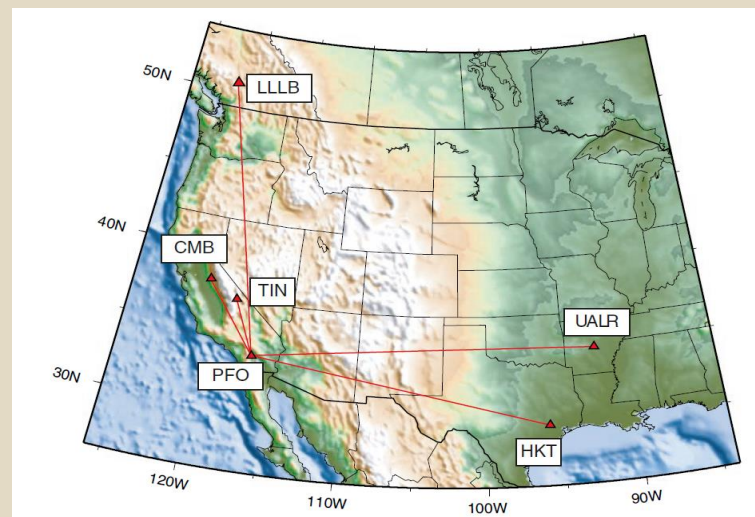 50N
LLLB
40N
CMB
TIN
UALR
PFO
30N
HKT
120W
110W
100W
90W